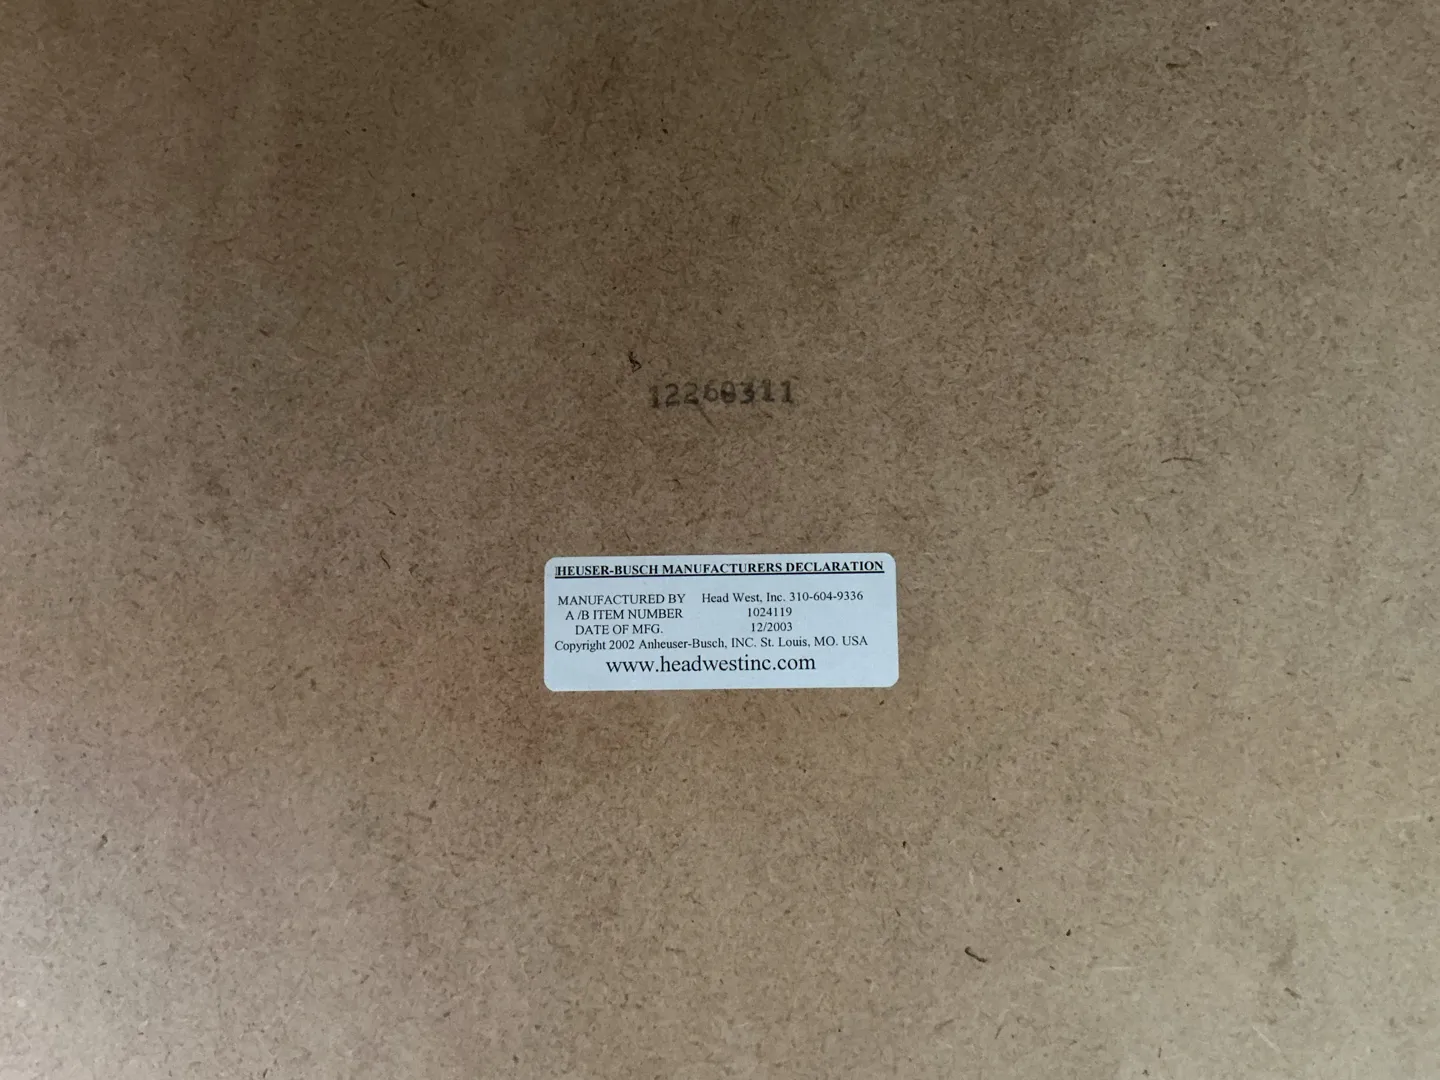 12260311
HEUSER-BUSCH MANUFACTURERS DECLARATION
MANUFACTURED BY Head West, Inc. 310-604-9336
A /B ITEM NUMBER 1024119
DATE OF MFG. 12/2003
Copyright 2002 Anheuser-Busch, INC. St. Louis, MO. USA
www.headwestinc.com